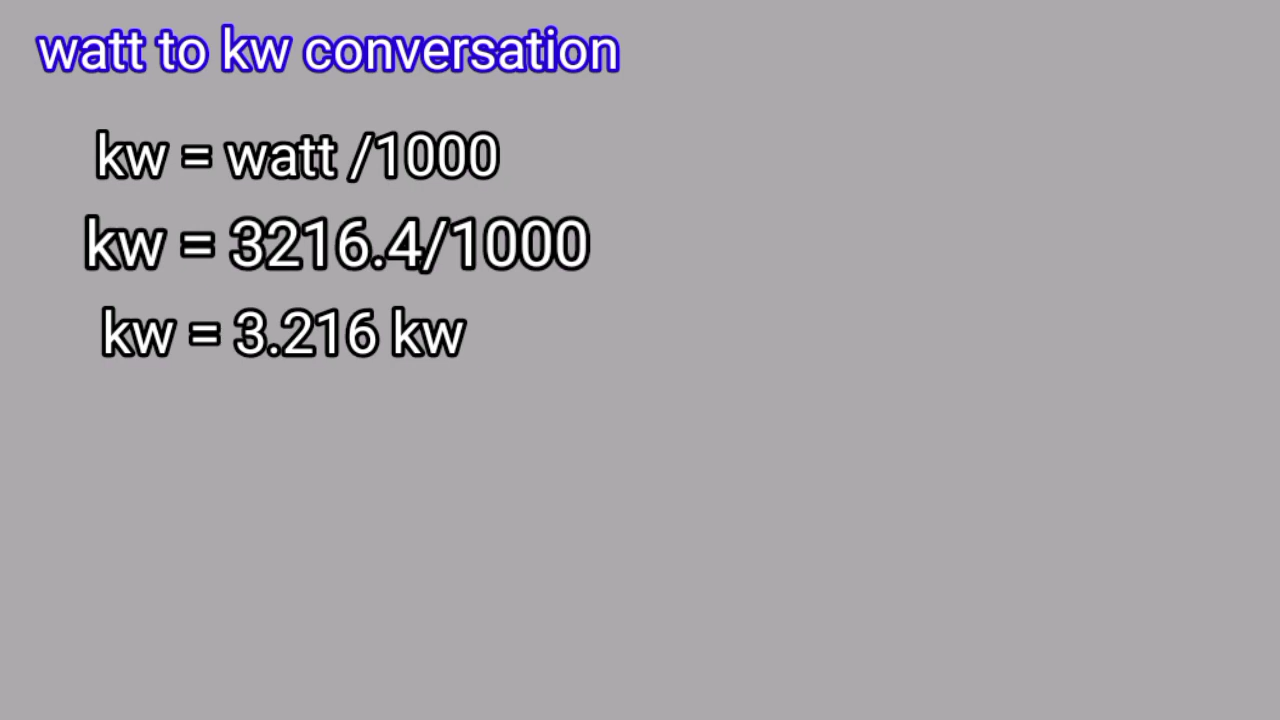 watt to kw conversation
kw = watt /1000
kw = 3216.4/1000
kw = 3.216 kw